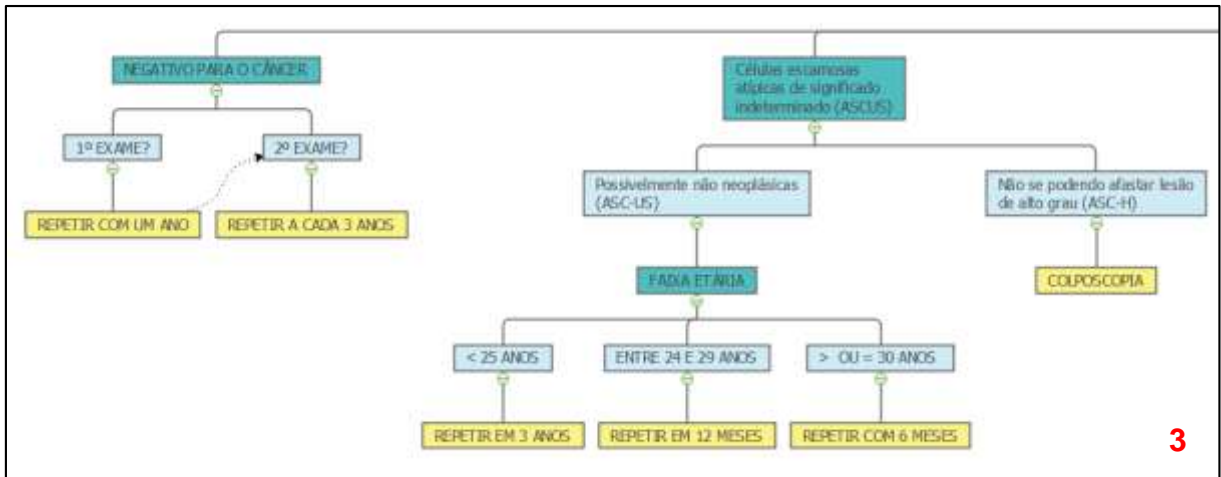 NEGATIVO PARA O CÂNCER
1º EXAME?
2º EXAME?
REPETIR COM UM ANO
REPETIR A CADA 3 ANOS
Células escamosas
atípicas de significado
indeterminado (ASCUS)
Possivelmente não neoplásicas
(ASC-US)
Não se podendo afastar lesão
de alto grau (ASC-H)
FAIXA ETÁRIA
COLPOSCOPIA
< 25 ANOS
ENTRE 24 E 29 ANOS
> OU = 30 ANOS
REPETIR EM 3 ANOS
REPETIR EM 12 MESES
REPETIR COM 6 MESES
3